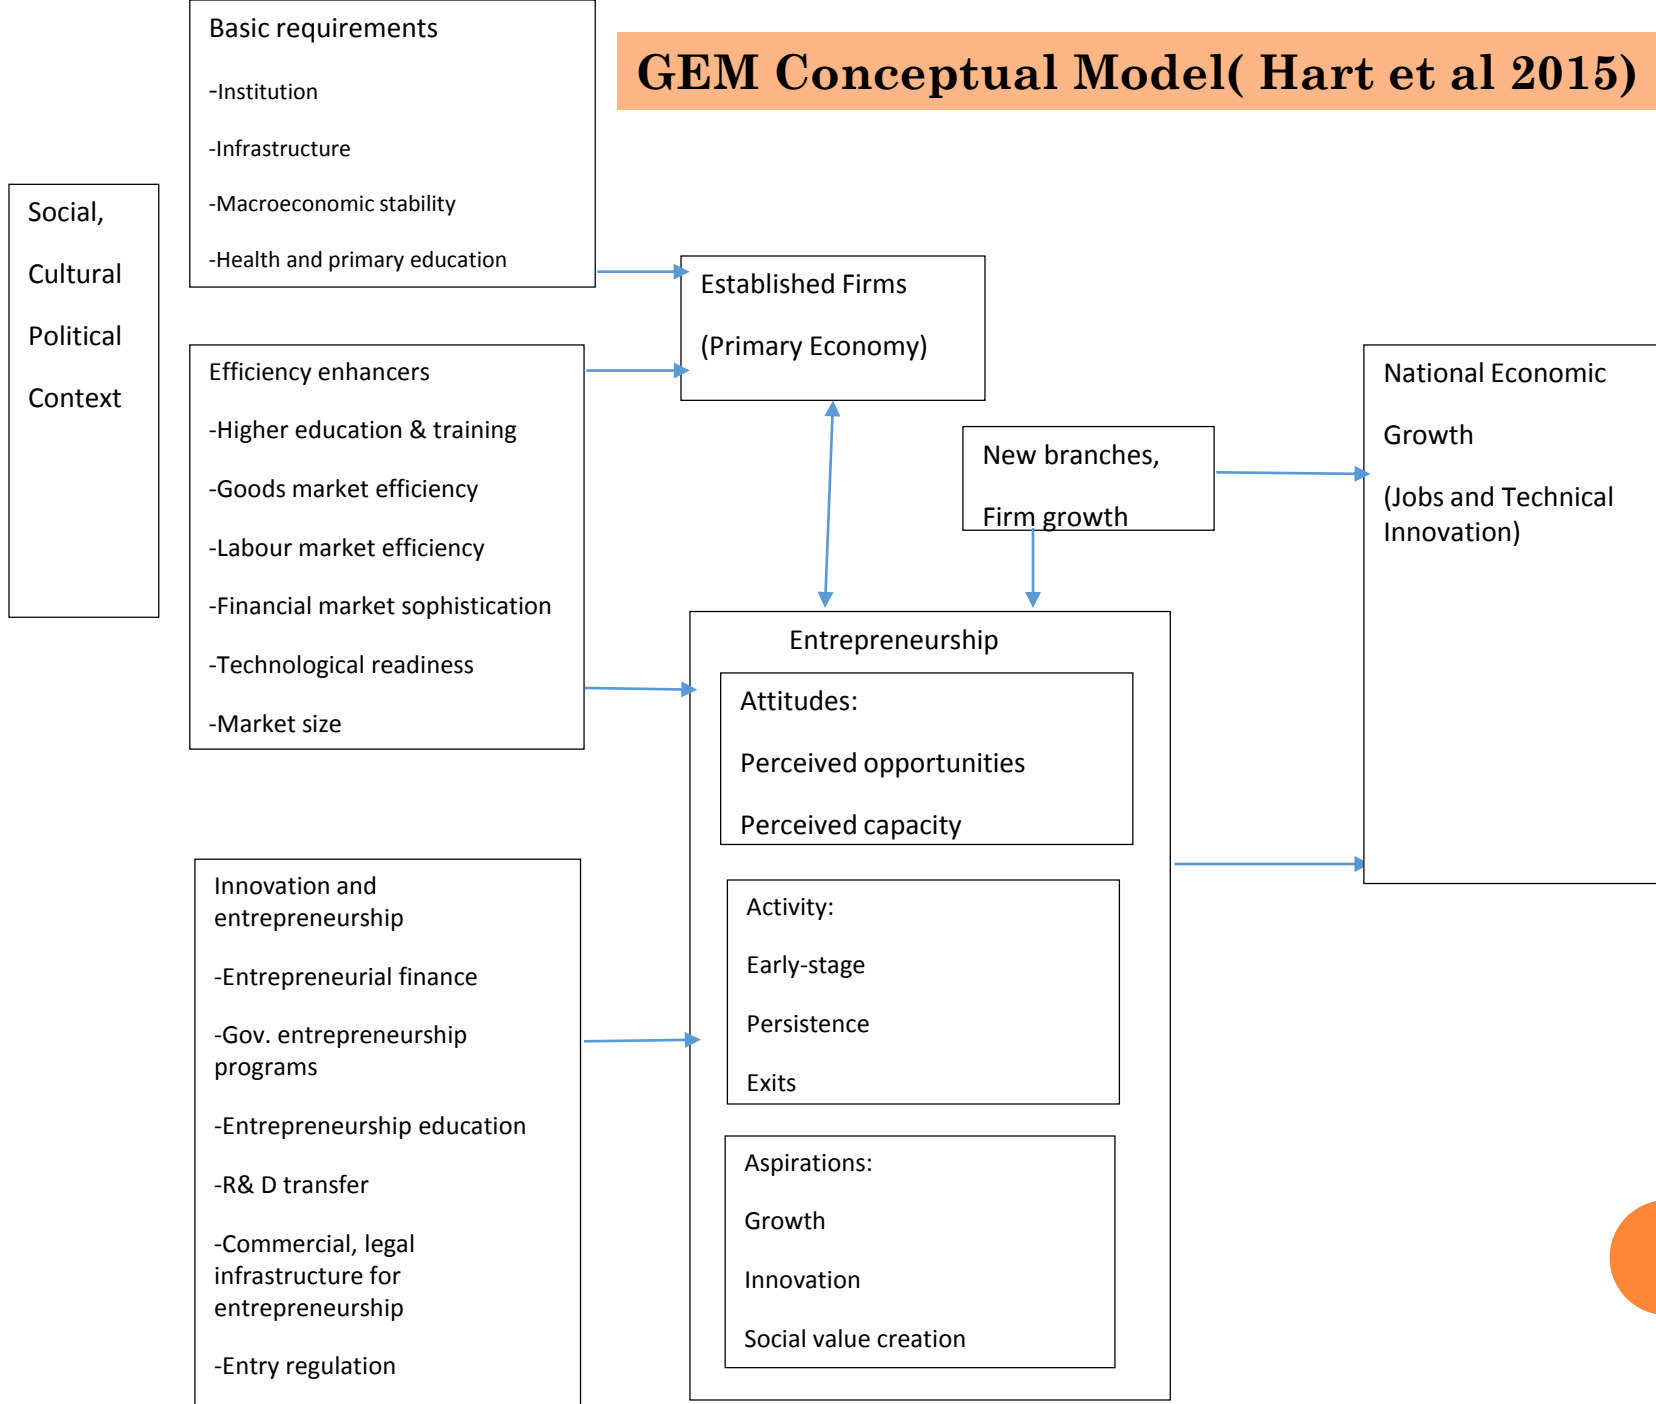 GEM Conceptual Model( Hart et al 2015)
Social,
Cultural
Political
Context
Basic requirements
-Institution
-Infrastructure
-Macroeconomic stability
-Health and primary education
Efficiency enhancers
-Higher education & training
-Goods market efficiency
-Labour market efficiency
-Financial market sophistication
-Technological readiness
-Market size
Innovation and
entrepreneurship
-Entrepreneurial finance
-Gov. entrepreneurship
programs
-Entrepreneurship education
-R& D transfer
-Commercial, legal
infrastructure for
entrepreneurship
-Entry regulation
Established Firms
(Primary Economy)
New branches,
Firm growth
Entrepreneurship
Attitudes:
Perceived opportunities
Perceived capacity
Activity:
Early-stage
Persistence
Exits
Aspirations:
Growth
Innovation
Social value creation
National Economic
Growth
(Jobs and Technical
Innovation)